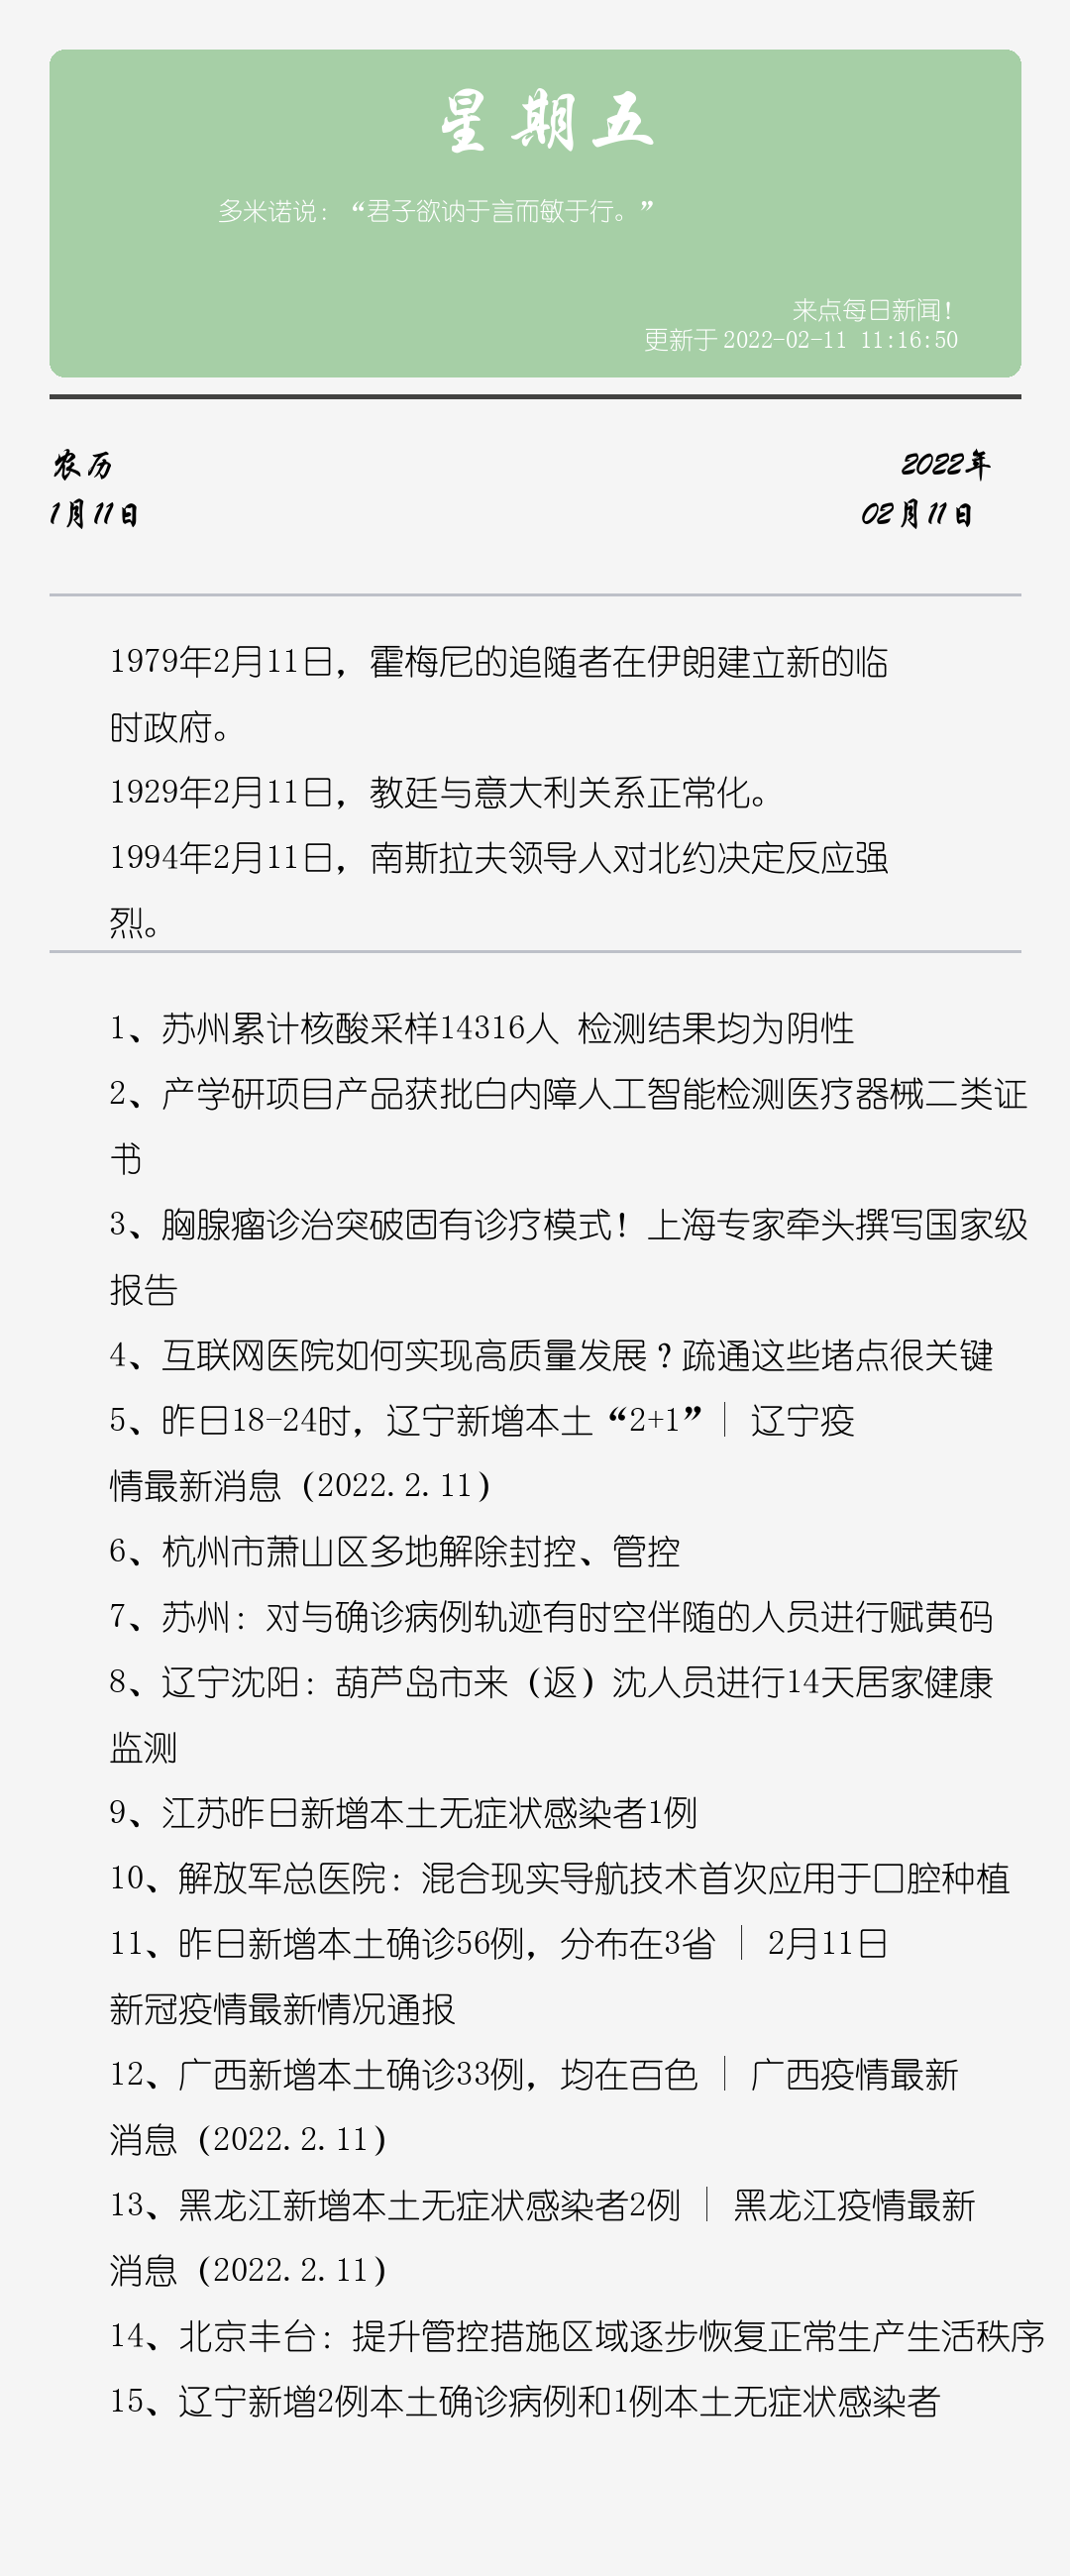 星期五
多米诺说：“君子欲讷于言而敏于行。”
来点每日新闻！
更新于2022-02-11 11:16:50
农历
1月11日
2022年
02月11日
1979年2月11日，霍梅尼的追随者在伊朗建立新的临
时政府。
1929年2月11日，教廷与意大利关系正常化。
1994年2月11日，南斯拉夫领导人对北约决定反应强
烈。
1、苏州累计核酸采样14316人 检测结果均为阴性
2、产学研项目产品获批白内障人工智能检测医疗器械二类证
书
3、胸腺瘤诊治突破固有诊疗模式！上海专家牵头撰写国家级
报告
4、互联网医院如何实现高质量发展？疏通这些堵点很关键
5、昨日18-24时，辽宁新增本土“2+1”｜辽宁疫
情最新消息（2022.2.11）
6、杭州市萧山区多地解除封控、管控
7、苏州：对与确诊病例轨迹有时空伴随的人员进行赋黄码
8、辽宁沈阳：葫芦岛市来（返）沈人员进行14天居家健康
监测
9、江苏昨日新增本土无症状感染者1例
10、解放军总医院：混合现实导航技术首次应用于口腔种植
11、昨日新增本土确诊56例，分布在3省 ｜ 2月11日
新冠疫情最新情况通报
12、广西新增本土确诊33例，均在百色 ｜ 广西疫情最新
消息（2022.2.11）
13、黑龙江新增本土无症状感染者2例 ｜ 黑龙江疫情最新
消息（2022.2.11）
14、北京丰台：提升管控措施区域逐步恢复正常生产生活秩序
15、辽宁新增2例本土确诊病例和1例本土无症状感染者